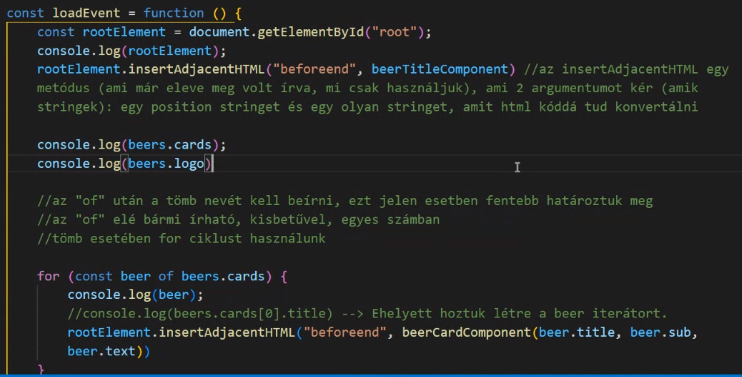 const loadEvent = function () {
const rootElement = document.getElementById("root");
console.log(rootElement);
rootElement.insertAdjacentHTML("beforeend", beerTitleComponent) //az insertAdjacentHTML egy
metódus (ami már eleve meg volt írva, mi csak használjuk), ami 2 argumentumot kér (amik
stringek): egy position stringet és egy olyan stringet, amit html kóddá tud konvertálni
console.log(beers.cards);
console.log(beers.logo)
//az "of" után a tömb nevét kell beírni, ezt jelen esetben fentebb határoztuk meg
//az "of" elé bármi írható, kisbetűvel, egyes számban
//tömb esetében for ciklust használunk
for (const beer of beers.cards) {
console.log(beer);
//console.log(beers.cards[0].title) --> Ehelyett hoztuk létre a beer iterátort.
rootElement.insertAdjacentHTML("beforeend", beerCardComponent(beer.title, beer.sub,
beer.text))
}